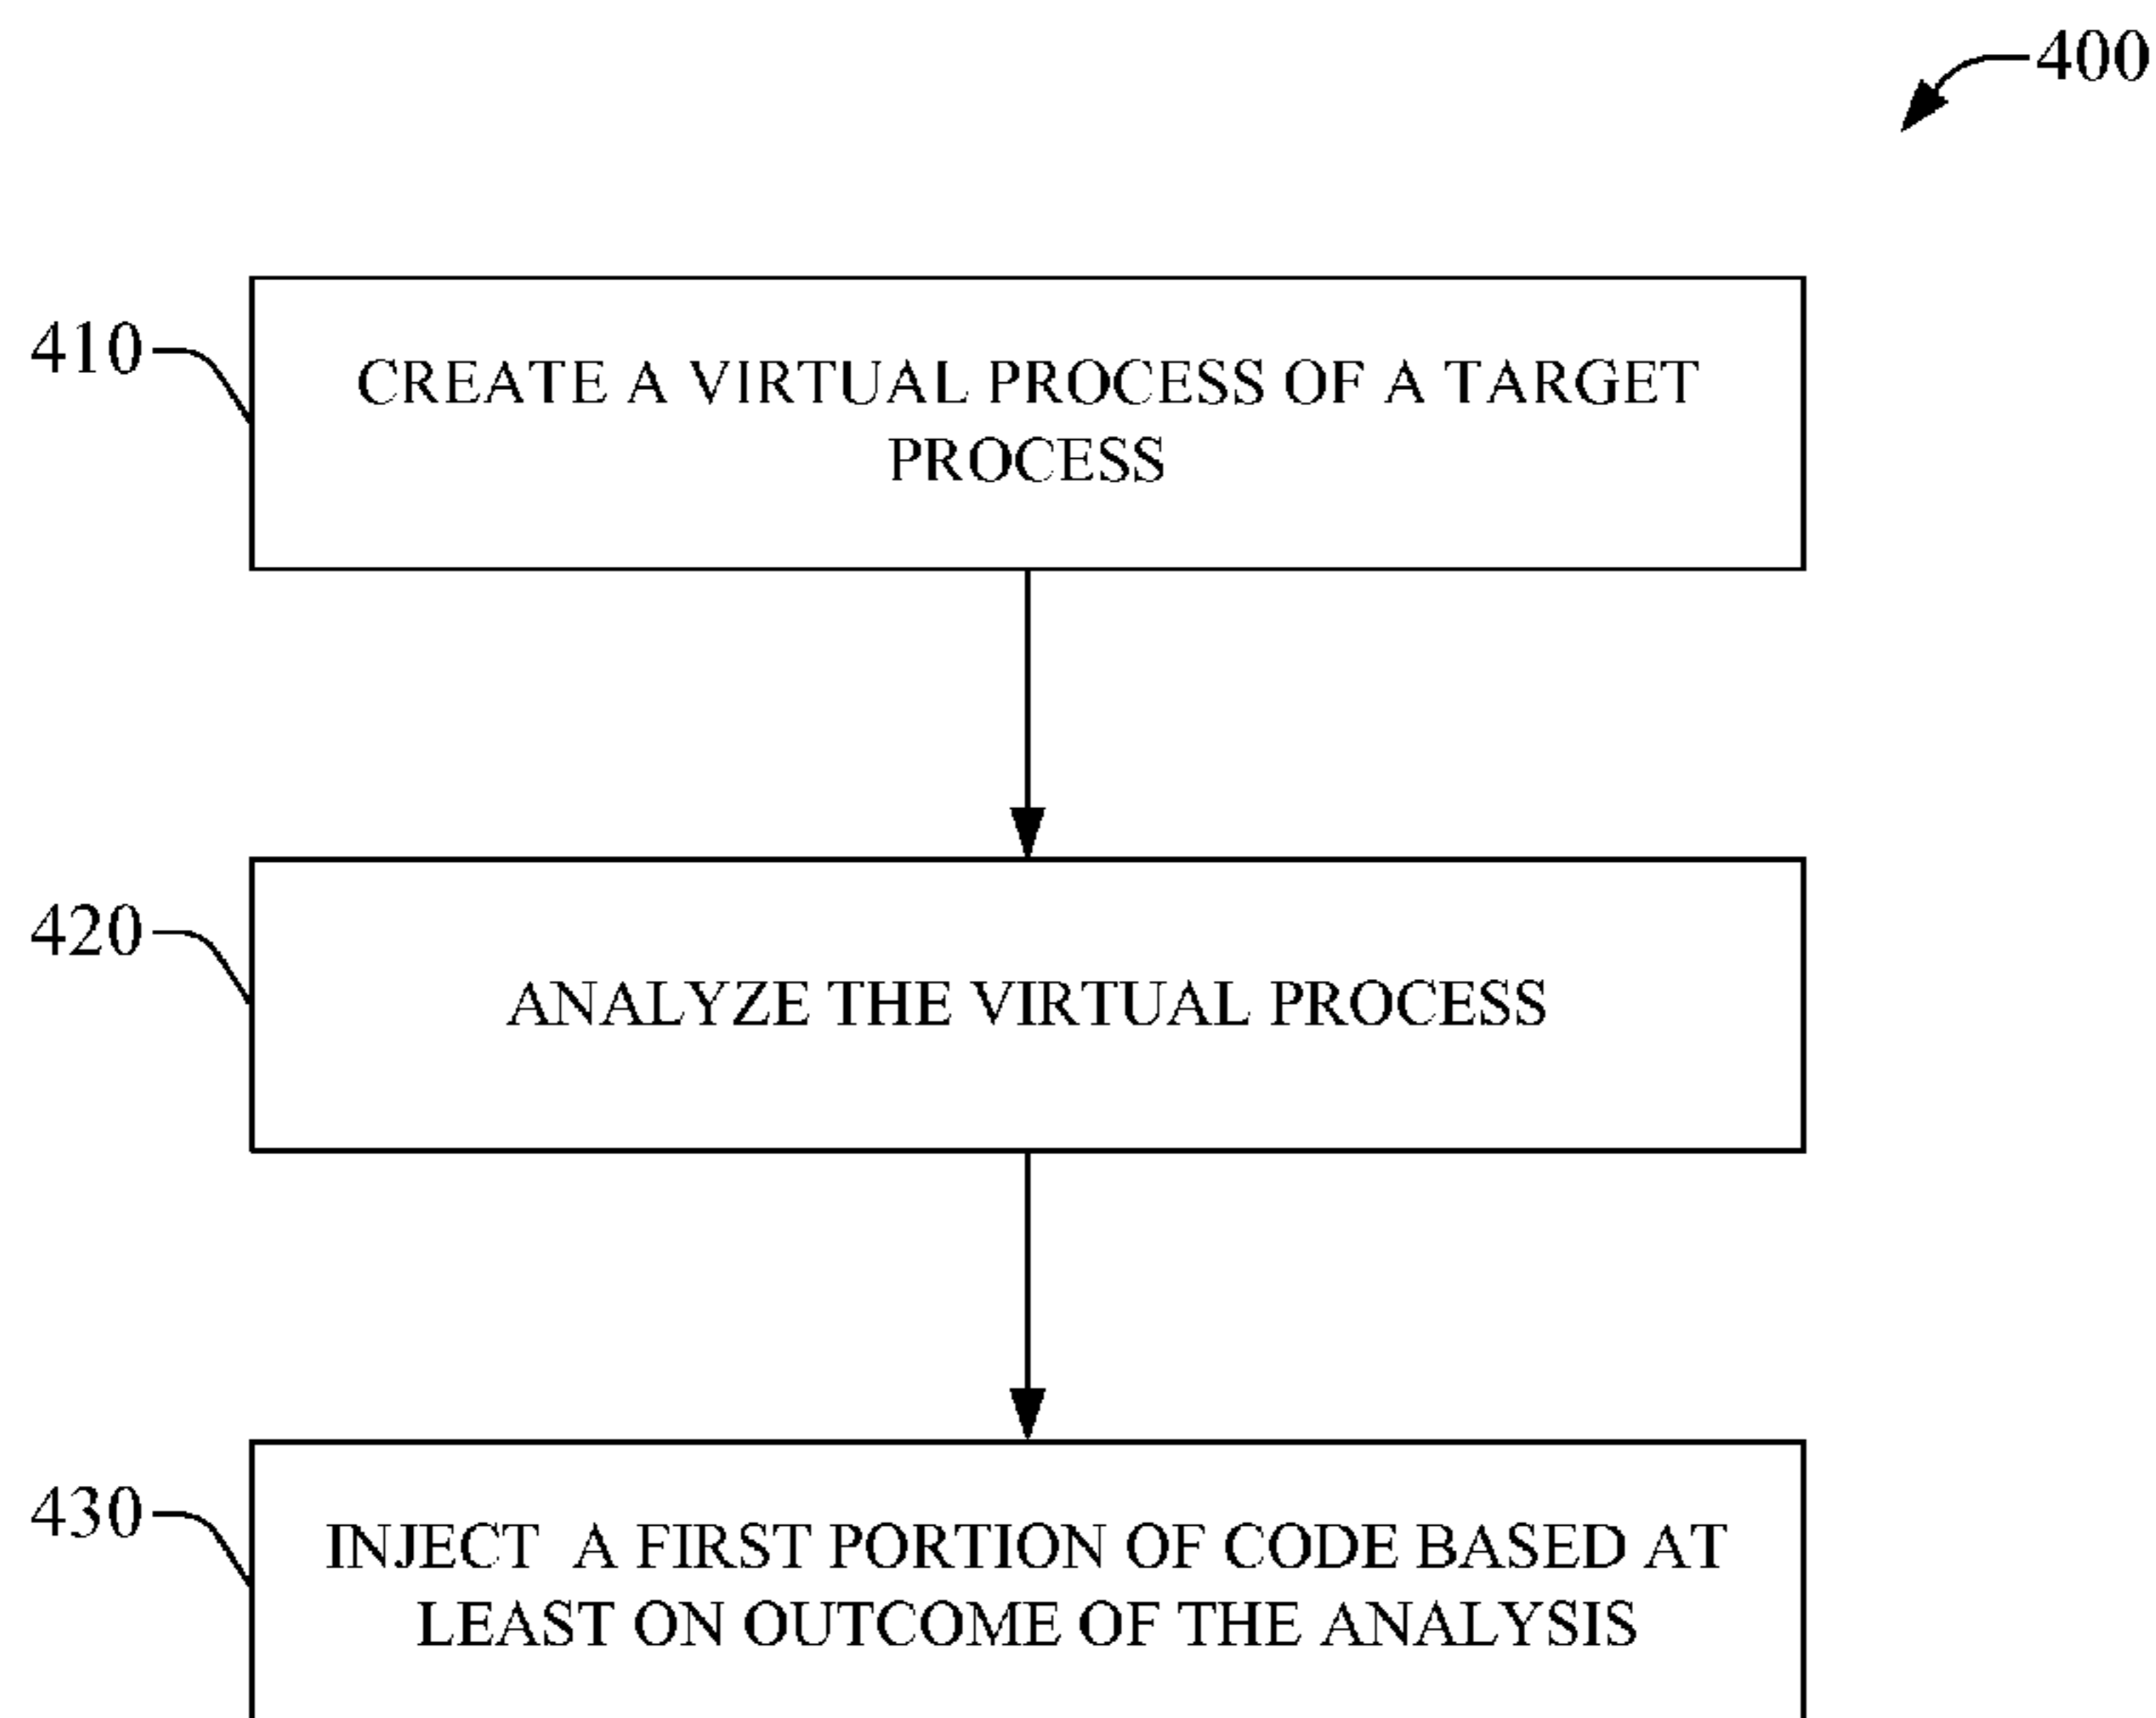 400
410
CREATE A VIRTUAL PROCESS OF A TARGET
PROCESS
420
ANALYZE THE VIRTUAL PROCESS
430
INJECT A FIRST PORTION OF CODE BASED AT
LEAST ON OUTCOME OF THE ANALYSIS